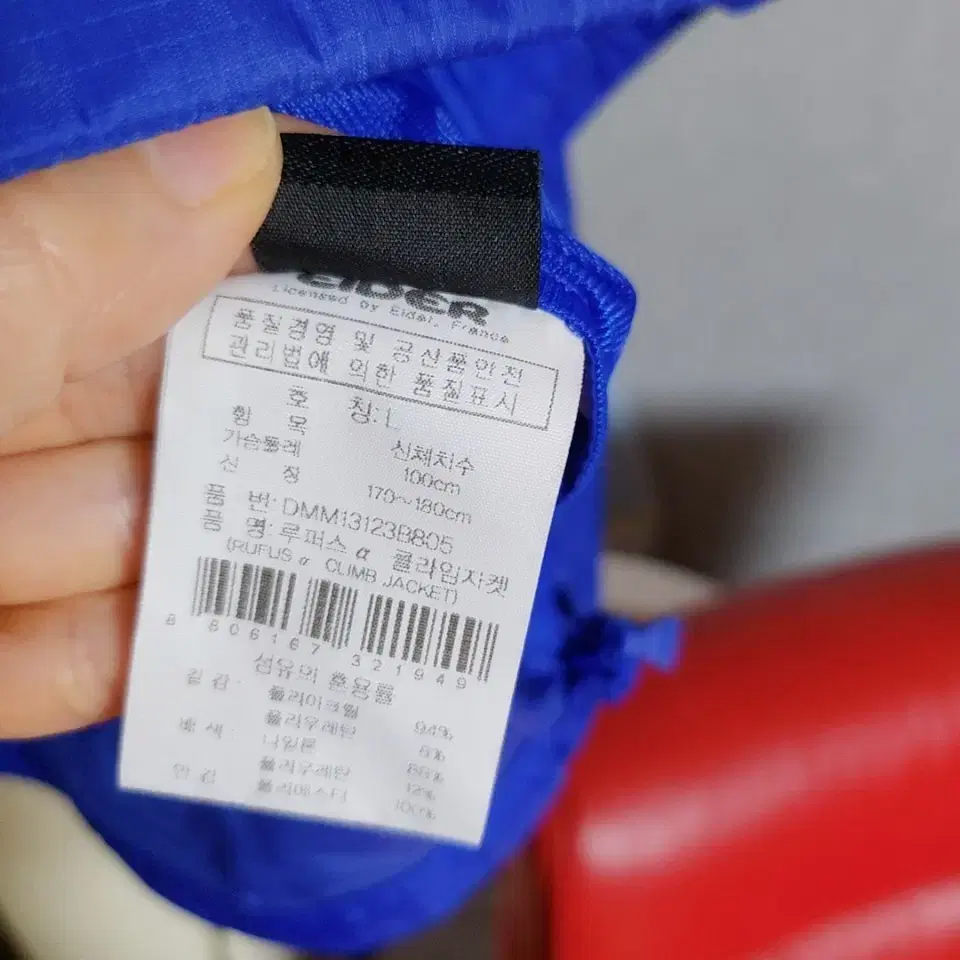 EIDER
Licensed by Eider, France
품질경영 및 공산품안전
관리법에 의한 품질표시
호 칭: L
항 목 신체치수
가슴둘레 100cm
신 장 170~180cm
품 번: DMM13123B805
품 명: 루퍼스 α 클라임자켓
(RUFUS α CLIMB JACKET)
8 806167 321949
섬유의 혼용률
겉감: 폴리아크릴 94%
폴리우레탄 6%
배색: 나일론 88%
폴리우레탄 12%
안감 폴리에스터 100%